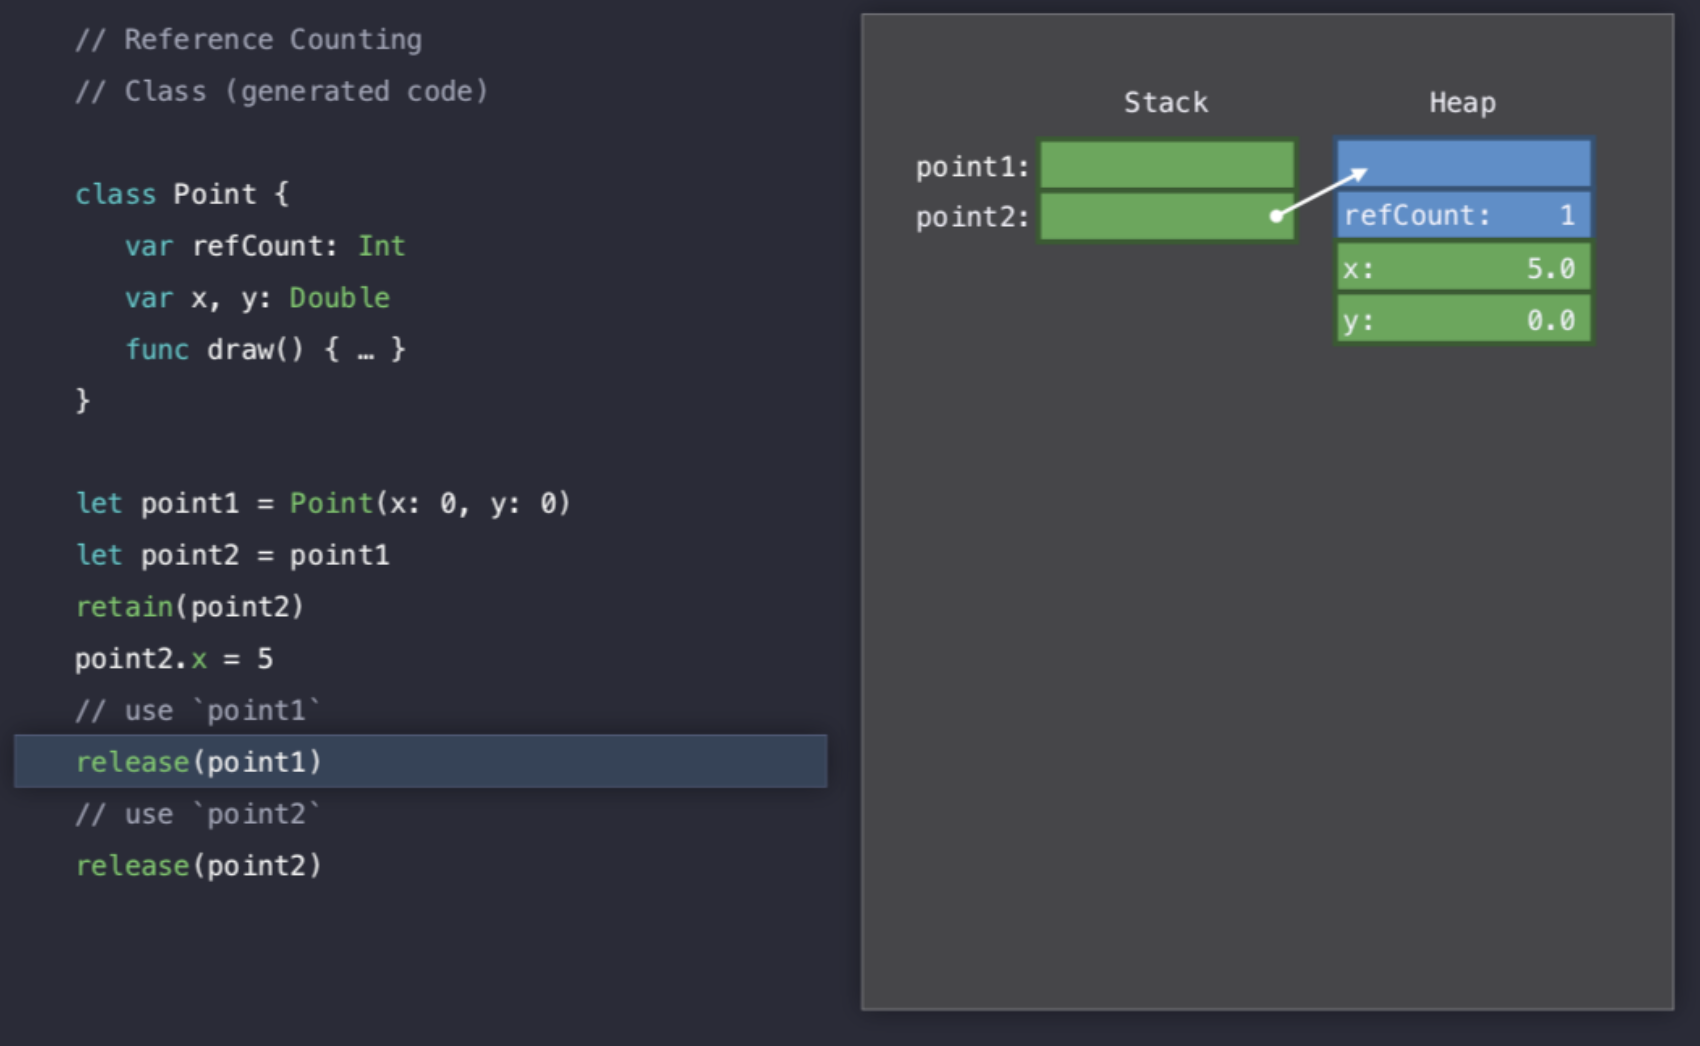 // Reference Counting
// Class (generated code)
class Point {
var refCount: Int
var x, y: Double
func draw() { … }
}
let point1 = Point(x: 0, y: 0)
let point2 = point1
retain(point2)
point2.x = 5
// use `point1`
release(point1)
// use `point2`
release(point2)
Stack Heap
point1:
point2: refCount: 1
x: 5.0
y: 0.0